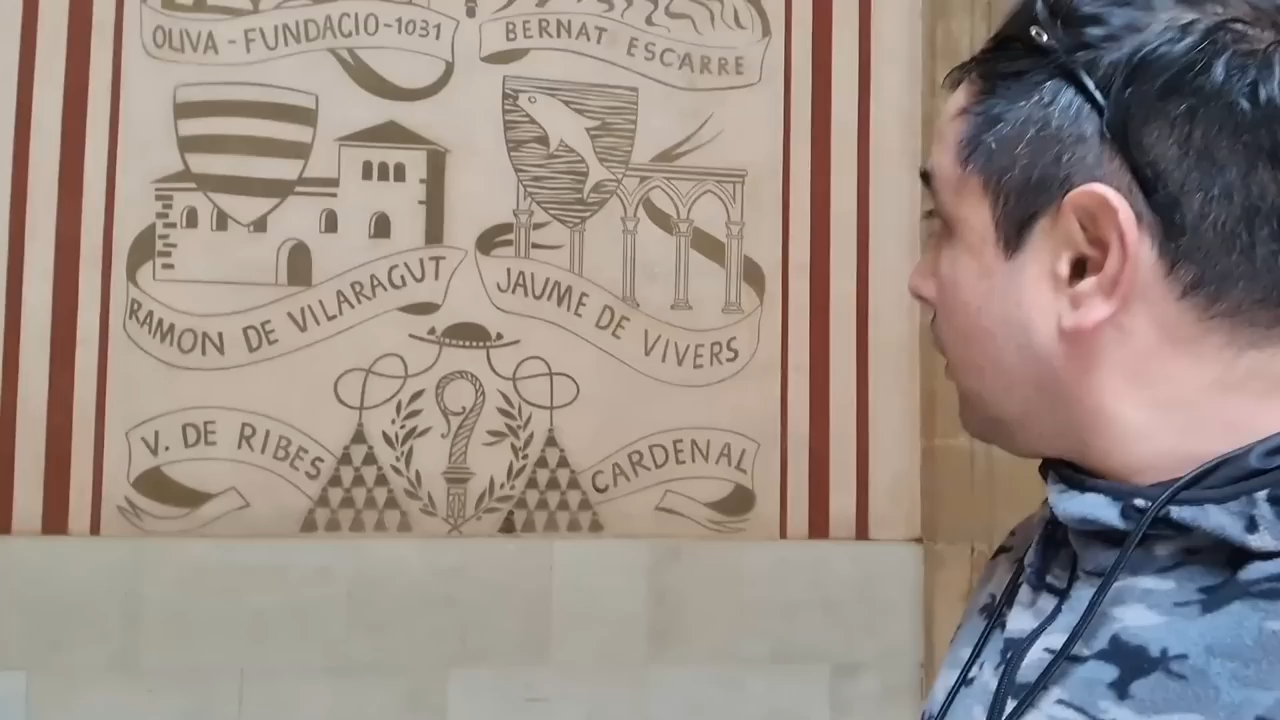 OLIVA - FUNDACIO - 1031
BERNAT ESCARRE
RAMON DE VILARAGUT
JAUME DE VIVERS
V. DE RIBES
CARDENAL